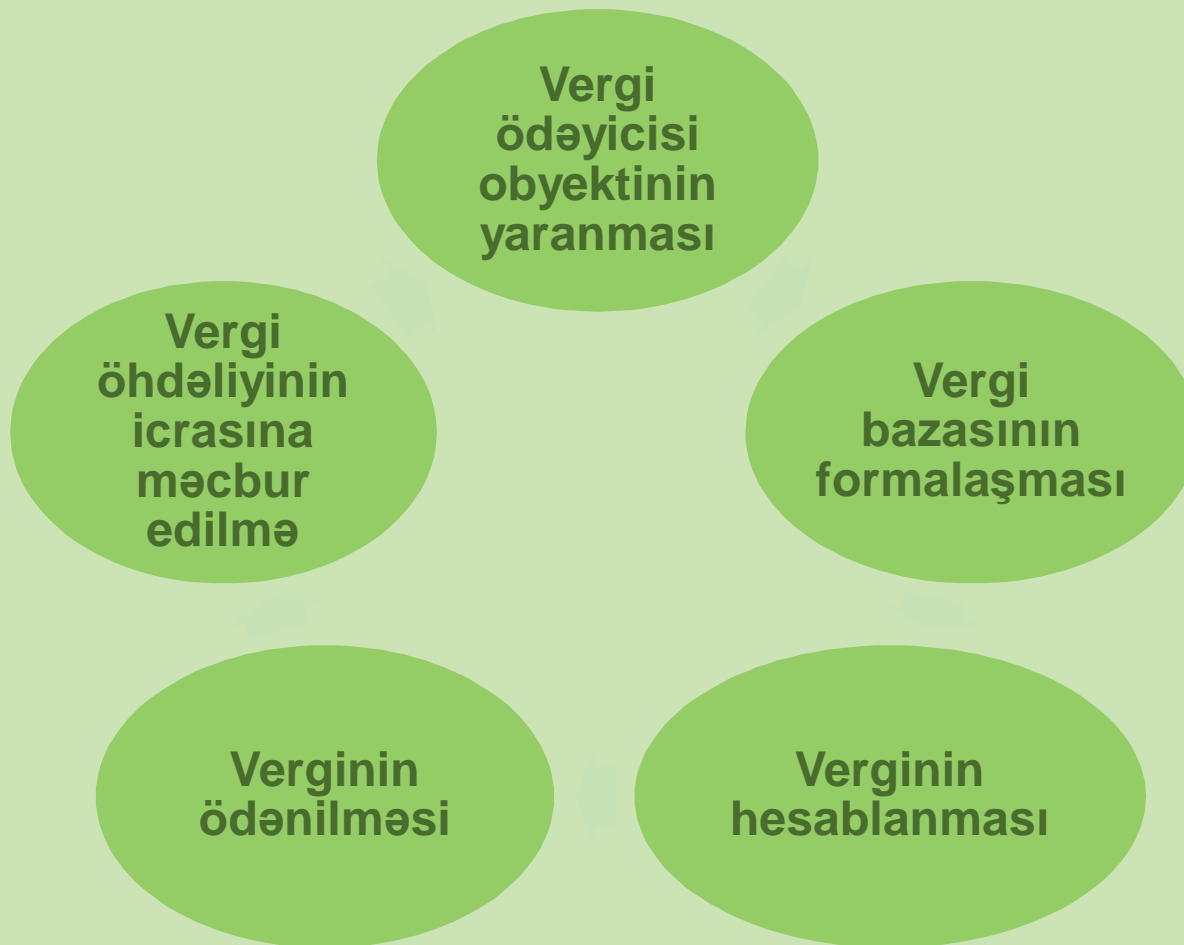 Vergi
ödəyicisi
obyektinin
yaranması
Vergi
bazasının
formalaşması
Verginin
hesablanması
Verginin
ödənilməsi
Vergi
öhdəliyinin
icrasına
məcbur
edilmə